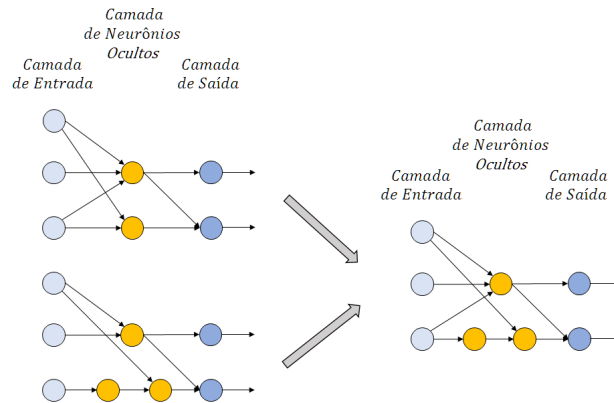 Camada
de Neurônios
Ocultos
Camada
de Entrada
Camada
de Saída
Camada
de Neurônios
Ocultos
Camada
de Entrada
Camada
de Saída